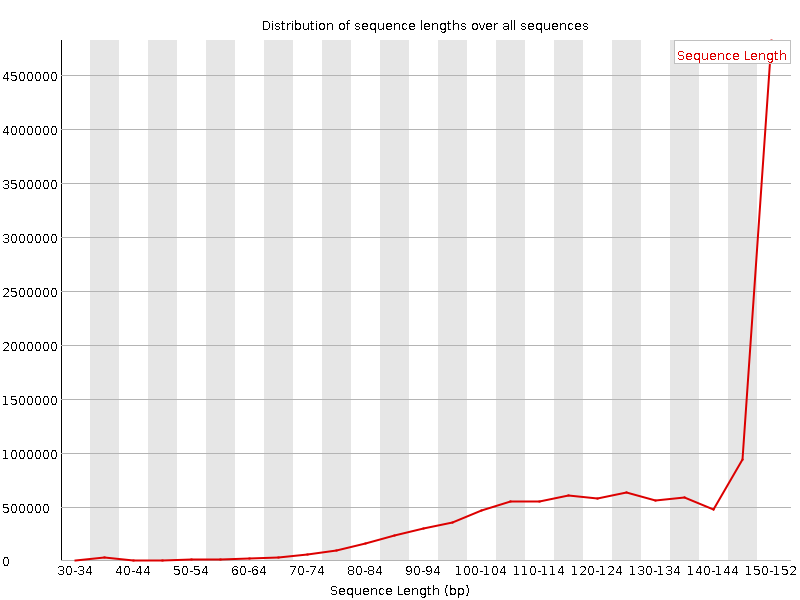 Distribution of sequence lengths over all sequences
Sequence Length
4500000
4000000
3500000
3000000
2500000
2000000
1500000
1000000
500000
0
30-34 40-44 50-54 60-64 70-74 80-84 90-94 100-104 110-114 120-124 130-134 140-144 150-152
Sequence Length (bp)